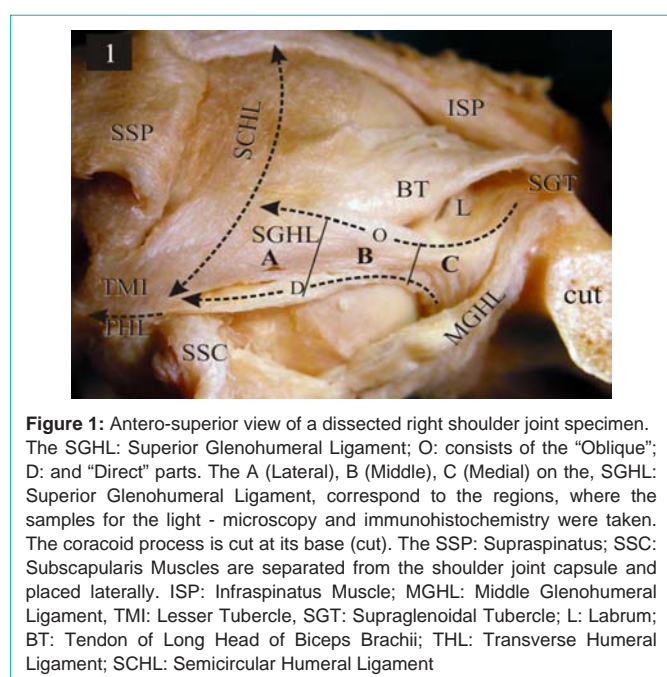 1
ISP
SSP
SCHL
BT
SGT
L
SGHL
O
A
B
C
TMI
D
THL
MGHL
cut
SSC
Figure 1: Antero-superior view of a dissected right shoulder joint specimen.
The SGHL: Superior Glenohumeral Ligament; O: consists of the “Oblique”;
D: and “Direct” parts. The A (Lateral), B (Middle), C (Medial) on the, SGHL:
Superior Glenohumeral Ligament, correspond to the regions, where the
samples for the light - microscopy and immunohistochemistry were taken.
The coracoid process is cut at its base (cut). The SSP: Supraspinatus; SSC:
Subscapularis Muscles are separated from the shoulder joint capsule and
placed laterally. ISP: Infraspinatus Muscle; MGHL: Middle Glenohumeral
Ligament, TMI: Lesser Tubercle, SGT: Supraglenoidal Tubercle; L: Labrum;
BT: Tendon of Long Head of Biceps Brachii; THL: Transverse Humeral
Ligament; SCHL: Semicircular Humeral Ligament